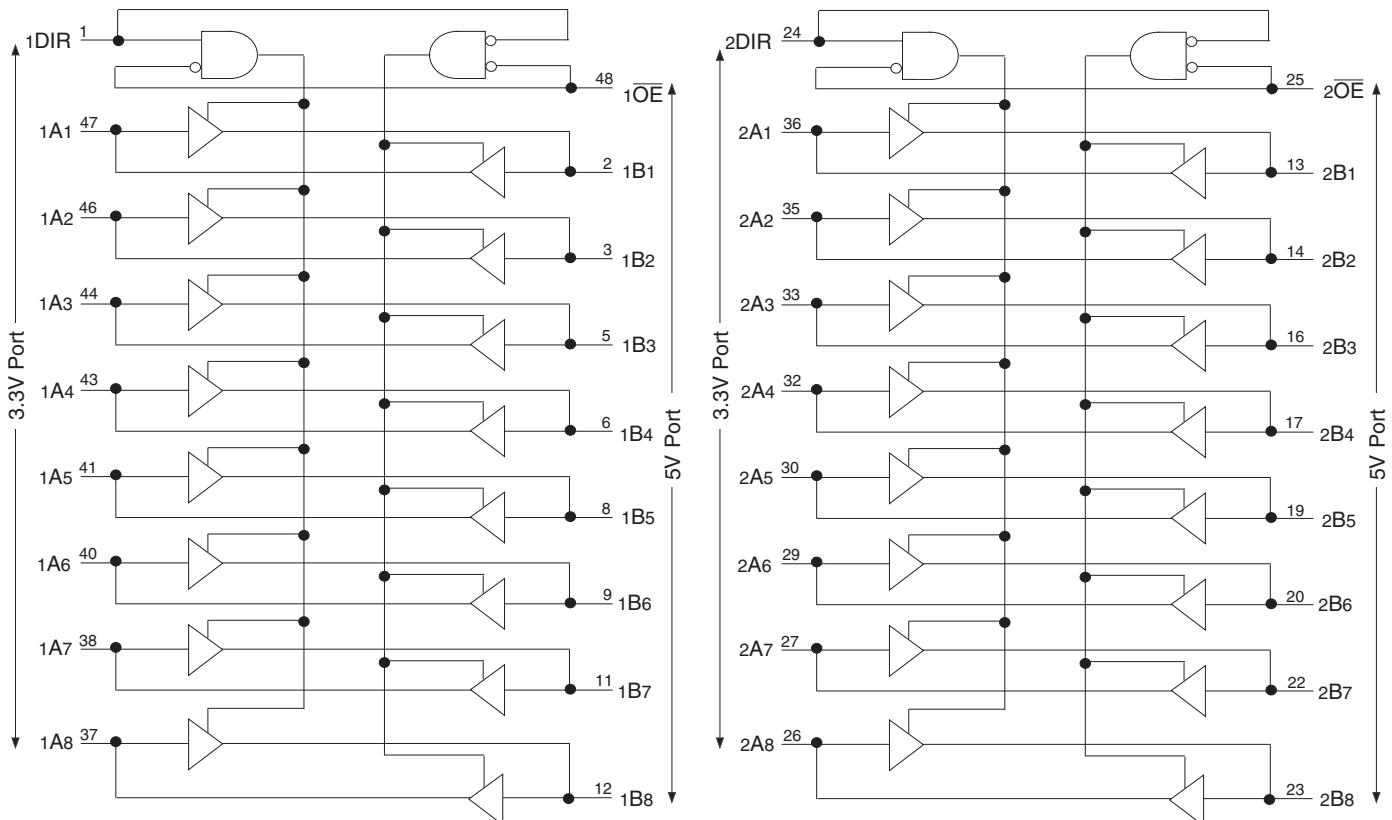 1DIR 1
48 1OE
1A1 47
2 1B1
1A2 46
3 1B2
1A3 44
5 1B3
1A4 43
6 1B4
1A5 41
8 1B5
1A6 40
9 1B6
1A7 38
11 1B7
1A8 37
12 1B8
3.3V Port
5V Port
2DIR 24
25 2OE
2A1 36
13 2B1
2A2 35
14 2B2
2A3 33
16 2B3
2A4 32
17 2B4
2A5 30
19 2B5
2A6 29
20 2B6
2A7 27
22 2B7
2A8 26
23 2B8
3.3V Port
5V Port